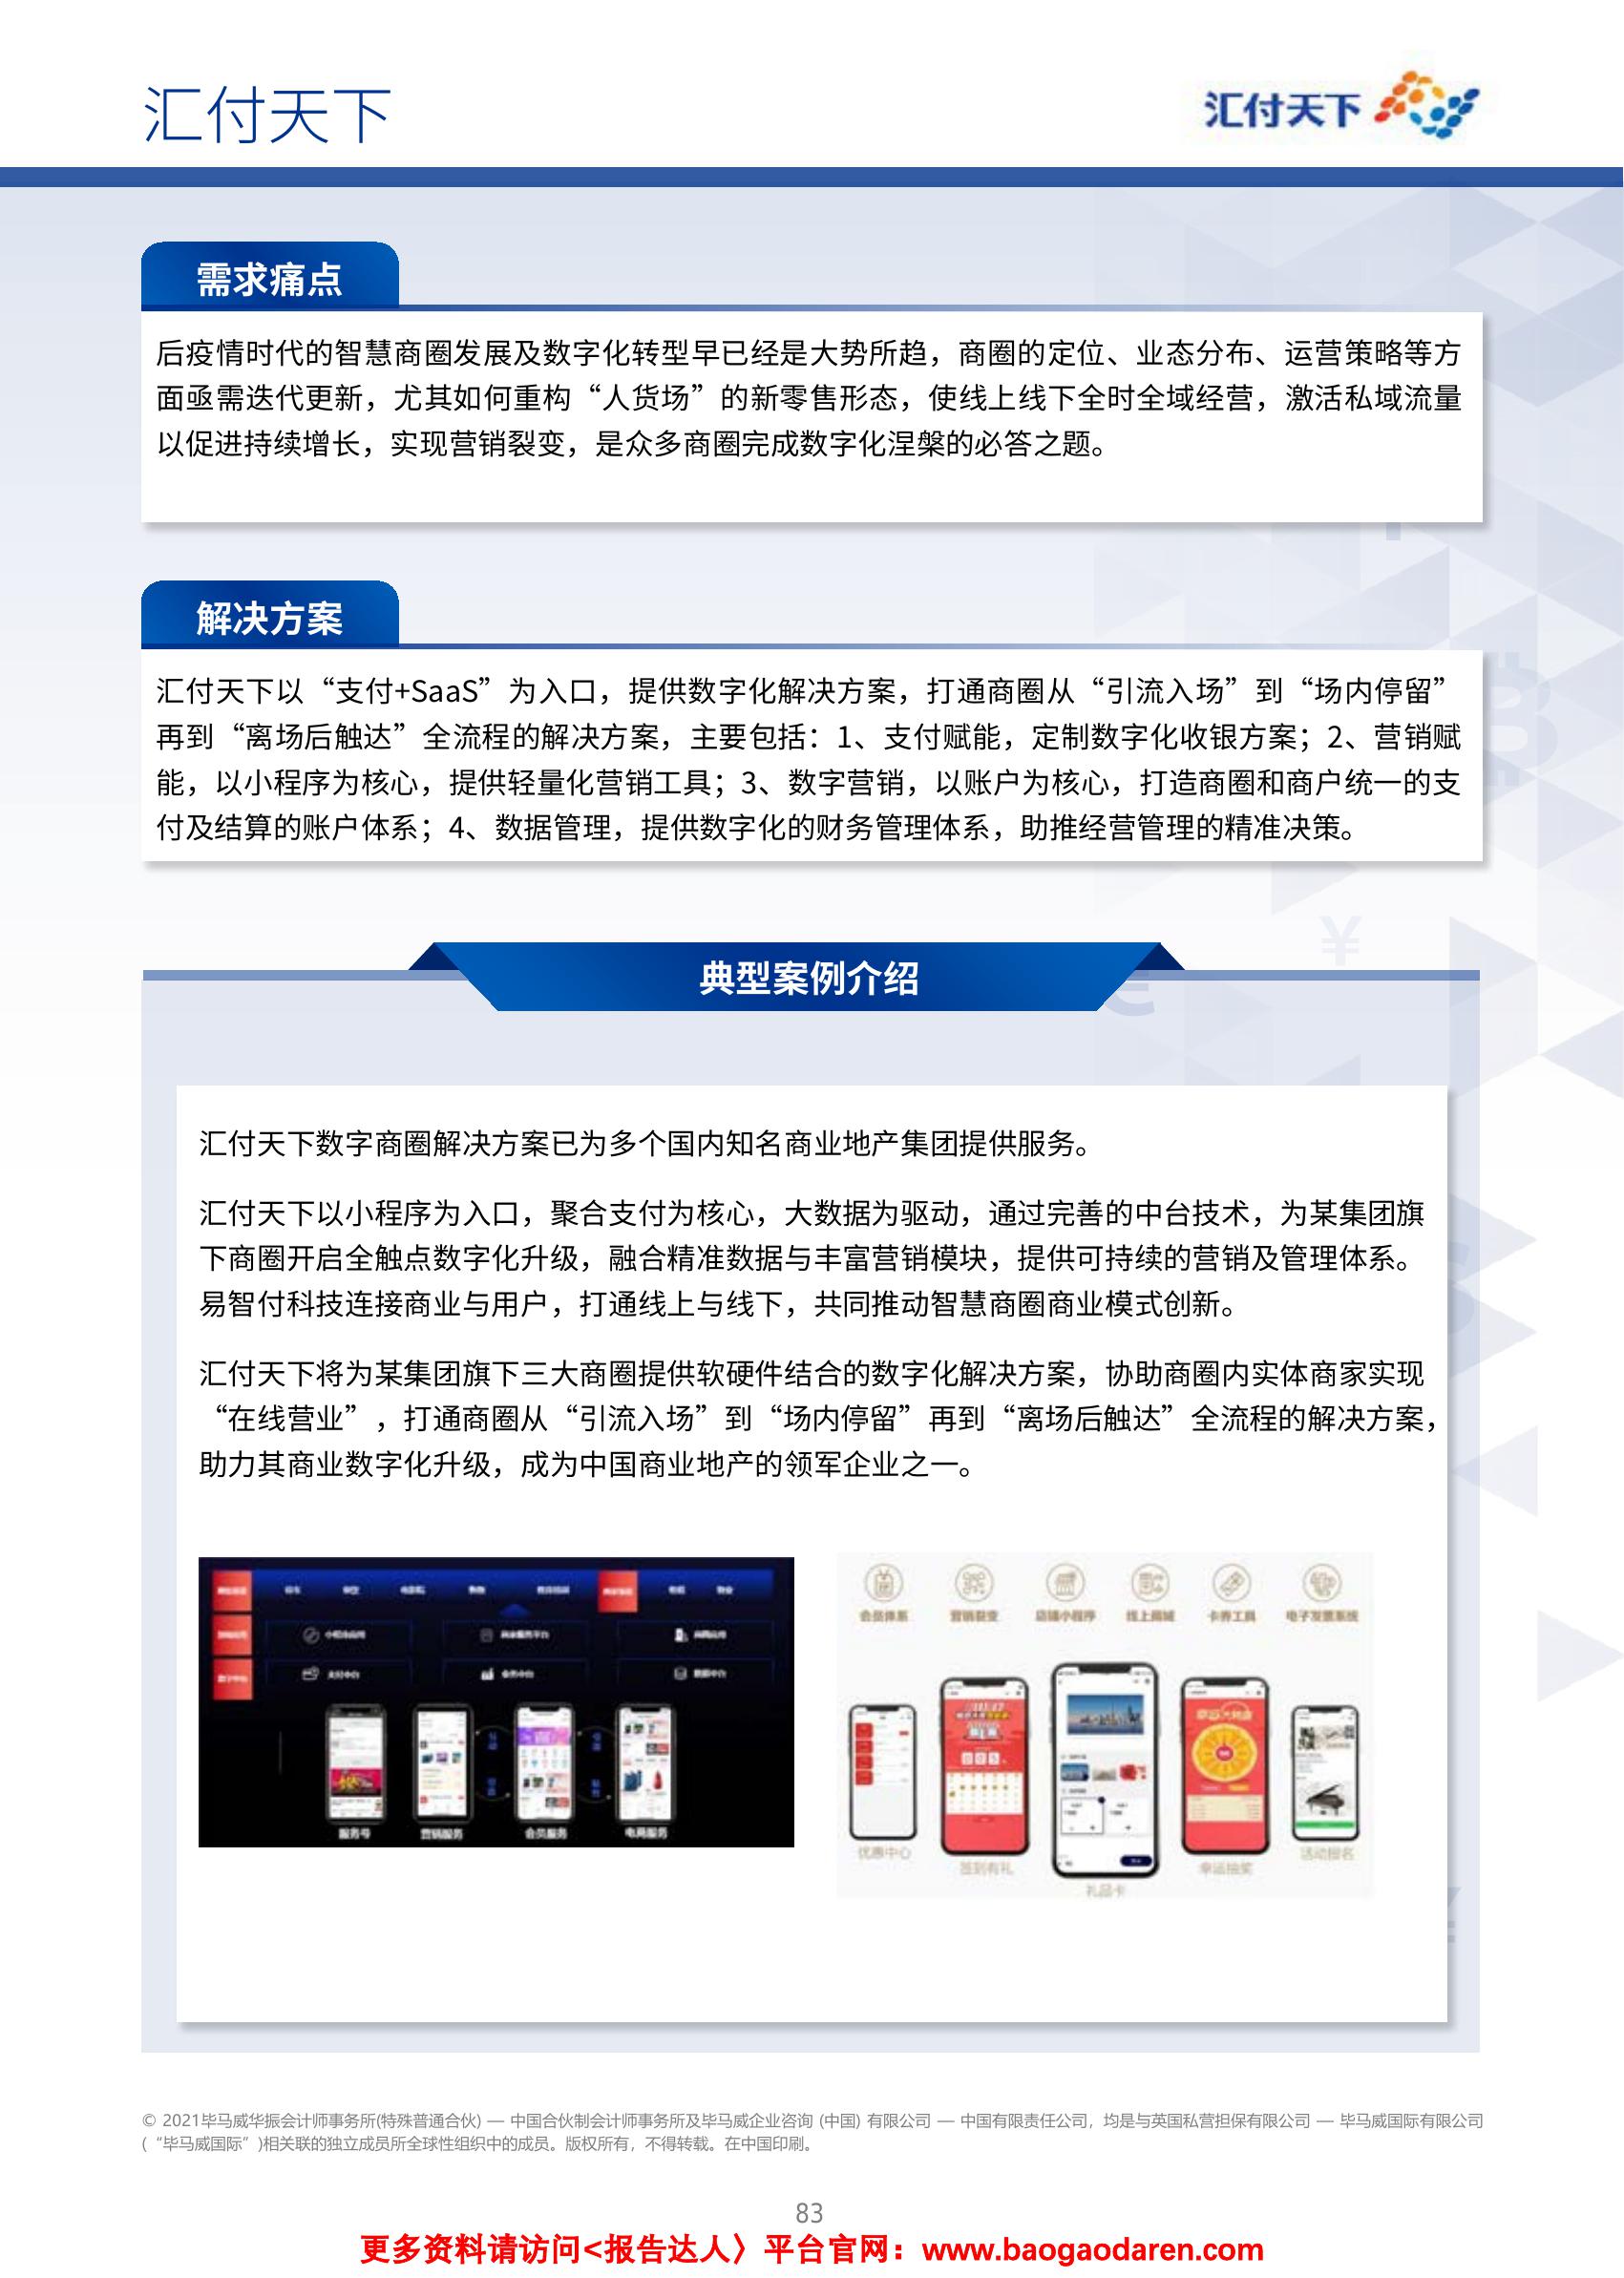 汇付天下
汇付天下
需求痛点
后疫情时代的智慧商圈发展及数字化转型早已经是大势所趋，商圈的定位、业态分布、运营策略等方
面亟需迭代更新，尤其如何重构“人货场”的新零售形态，使线上线下全时全域经营，激活私域流量
以促进持续增长，实现营销裂变，是众多商圈完成数字化涅槃的必答之题。
解决方案
汇付天下以“支付+SaaS”为入口，提供数字化解决方案，打通商圈从“引流入场”到“场内停留”
再到“离场后触达”全流程的解决方案，主要包括：1、支付赋能，定制数字化收银方案；2、营销赋
能，以小程序为核心，提供轻量化营销工具；3、数字营销，以账户为核心，打造商圈和商户统一的支
付及结算的账户体系；4、数据管理，提供数字化的财务管理体系，助推经营管理的精准决策。
典型案例介绍
汇付天下数字商圈解决方案已为多个国内知名商业地产集团提供服务。
汇付天下以小程序为入口，聚合支付为核心，大数据为驱动，通过完善的中台技术，为某集团旗
下商圈开启全触点数字化升级，融合精准数据与丰富营销模块，提供可持续的营销及管理体系。
易智付科技连接商业与用户，打通线上与线下，共同推动智慧商圈商业模式创新。
汇付天下将为某集团旗下三大商圈提供软硬件结合的数字化解决方案，协助商圈内实体商家实现
“在线营业”，打通商圈从“引流入场”到“场内停留”再到“离场后触达”全流程的解决方案，
助力其商业数字化升级，成为中国商业地产的领军企业之一。
服务号 营销服务 会员服务 电商服务
会员体系 营销裂变 店铺小程序 线上商城 卡券工具 电子发票系统
优惠中心 签到有礼 礼品卡 幸运抽奖 活动报名
© 2021毕马威华振会计师事务所(特殊普通合伙) — 中国合伙制会计师事务所及毕马威企业咨询 (中国) 有限公司 — 中国有限责任公司，均是与英国私营担保有限公司 — 毕马威国际有限公司
(“毕马威国际”)相关联的独立成员所全球性组织中的成员。版权所有，不得转载。在中国印刷。
83
更多资料请访问<报告达人〉平台官网：www.baogaodaren.com